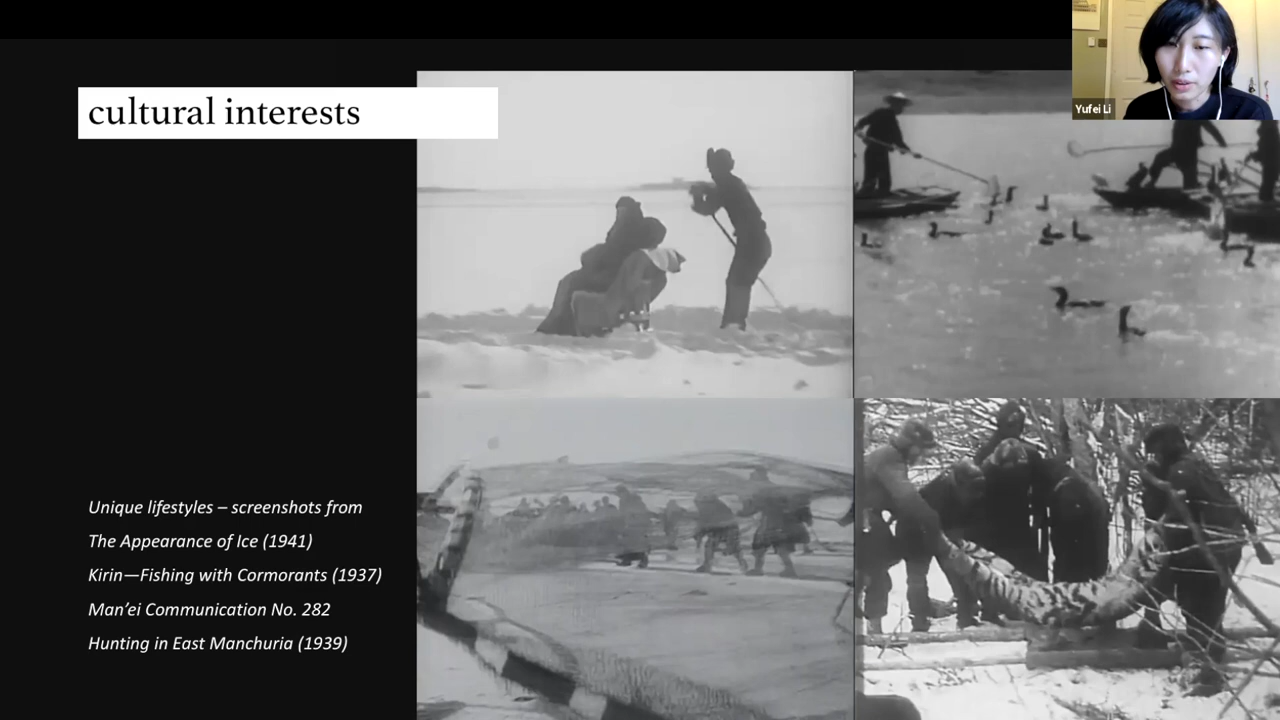 cultural interests
Yufei Li
Unique lifestyles – screenshots from
The Appearance of Ice (1941)
Kirin—Fishing with Cormorants (1937)
Man’ei Communication No. 282
Hunting in East Manchuria (1939)